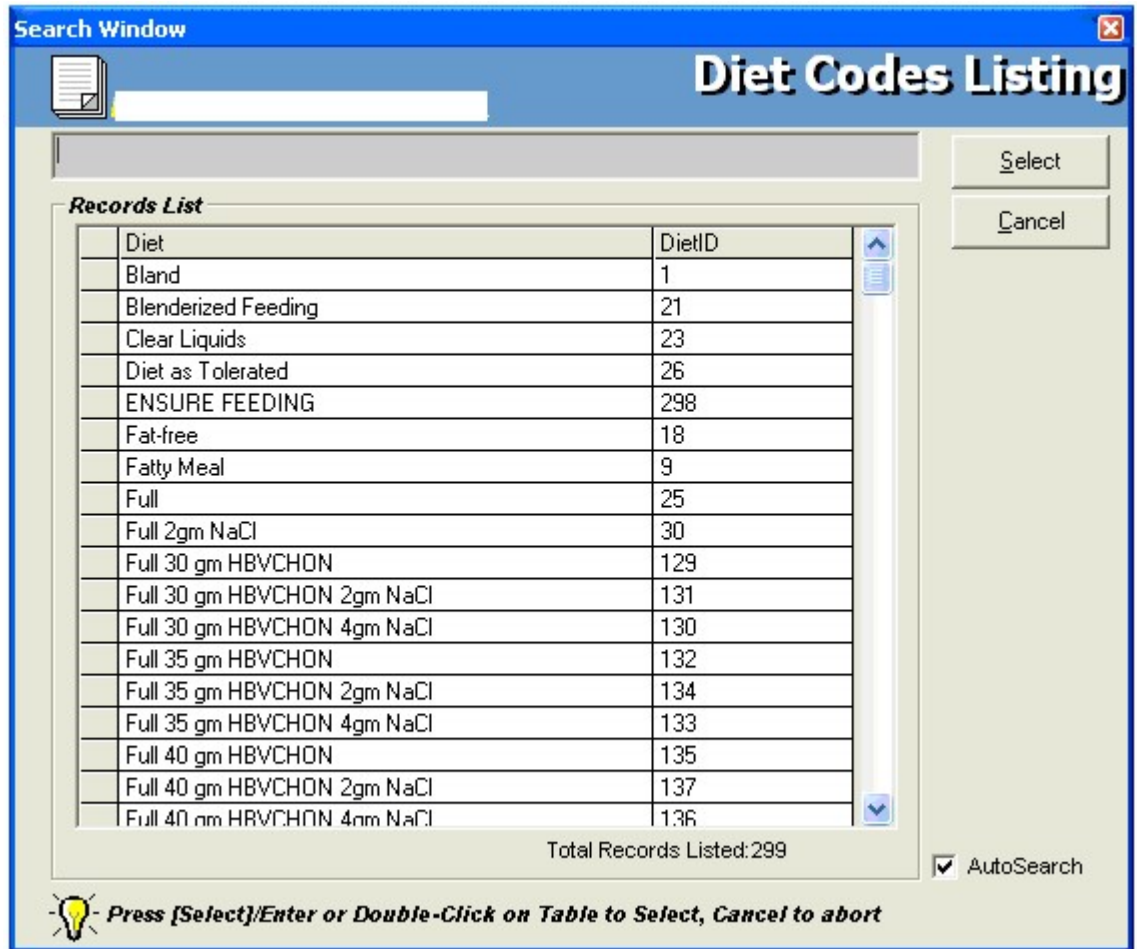 Search Window
Diet Codes Listing
Select
Records List
Cancel
Diet DietID
Bland 1
Blenderized Feeding 21
Clear Liquids 23
Diet as Tolerated 26
ENSURE FEEDING 298
Fat-free 18
Fatty Meal 9
Full 25
Full 2gm NaCl 30
Full 30 gm HBVCHON 129
Full 30 gm HBVCHON 2gm NaCl 131
Full 30 gm HBVCHON 4gm NaCl 130
Full 35 gm HBVCHON 132
Full 35 gm HBVCHON 2gm NaCl 134
Full 35 gm HBVCHON 4gm NaCl 133
Full 40 gm HBVCHON 135
Full 40 gm HBVCHON 2gm NaCl 137
Full 40 gm HBVCHON 4gm NaCl 136
Total Records Listed:299
AutoSearch
Press [Select]/Enter or Double-Click on Table to Select, Cancel to abort